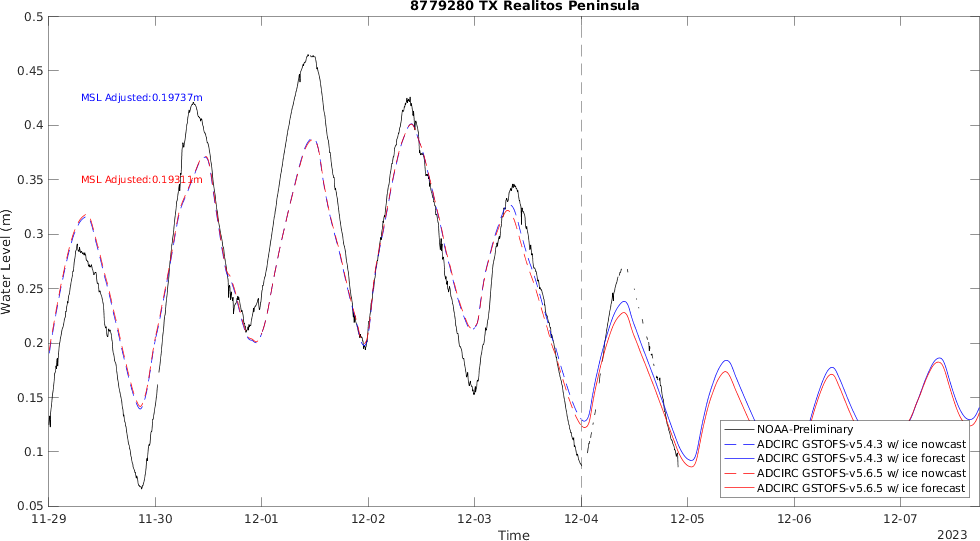 8779280 TX Realitos Peninsula
0.5
0.45
0.4
0.35
0.3
0.25
0.2
0.15
0.1
0.05
Water Level (m)
MSL Adjusted:0.19737m
MSL Adjusted:0.19311m
NOAA-Preliminary
ADCIRC GSTOFS-v5.4.3 w/ ice nowcast
ADCIRC GSTOFS-v5.4.3 w/ ice forecast
ADCIRC GSTOFS-v5.6.5 w/ ice nowcast
ADCIRC GSTOFS-v5.6.5 w/ ice forecast
11-29 11-30 12-01 12-02 12-03 12-04 12-05 12-06 12-07
Time
2023